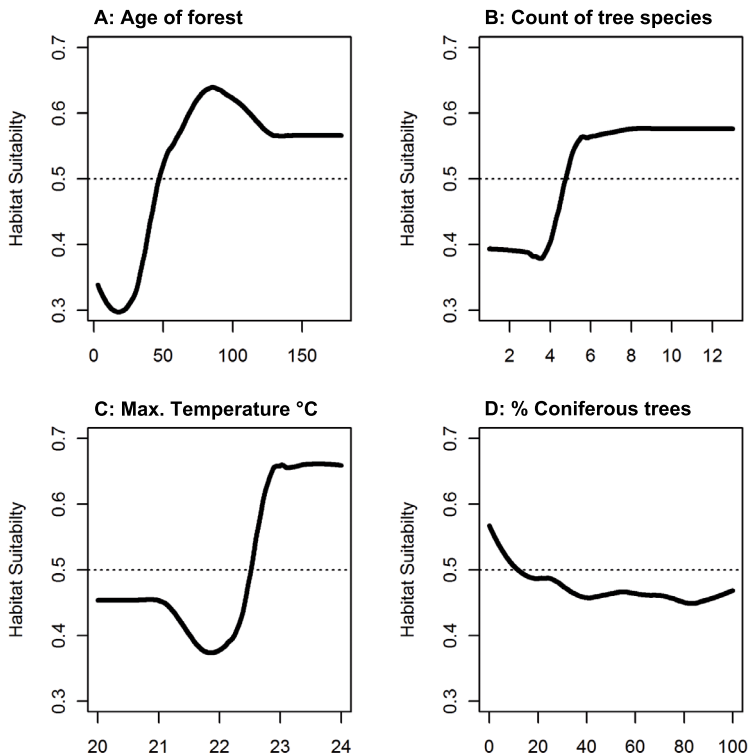 A: Age of forest
Habitat Suitabilty
0.7
0.6
0.5
0.4
0.3
0 50 100 150
B: Count of tree species
Habitat Suitabilty
0.7
0.6
0.5
0.4
0.3
2 4 6 8 10 12
C: Max. Temperature °C
Habitat Suitabilty
0.7
0.6
0.5
0.4
0.3
20 21 22 23 24
D: % Coniferous trees
Habitat Suitabilty
0.7
0.6
0.5
0.4
0.3
0 20 40 60 80 100